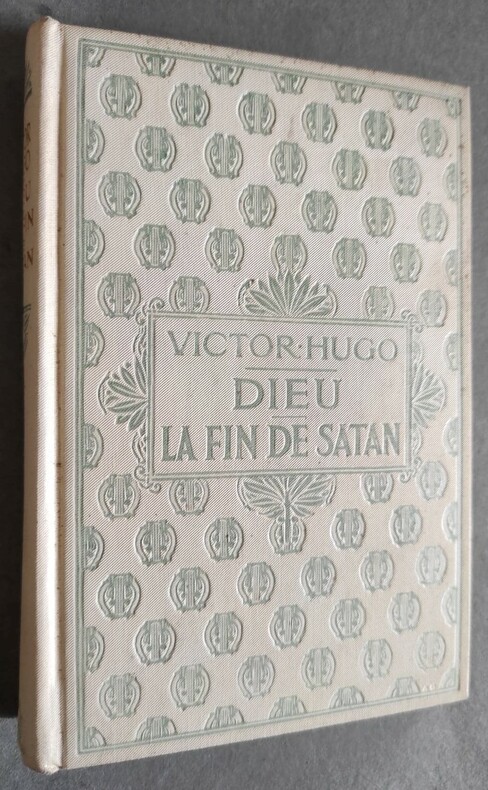 VICTOR·HUGO
DIEU
LA FIN DE SATAN